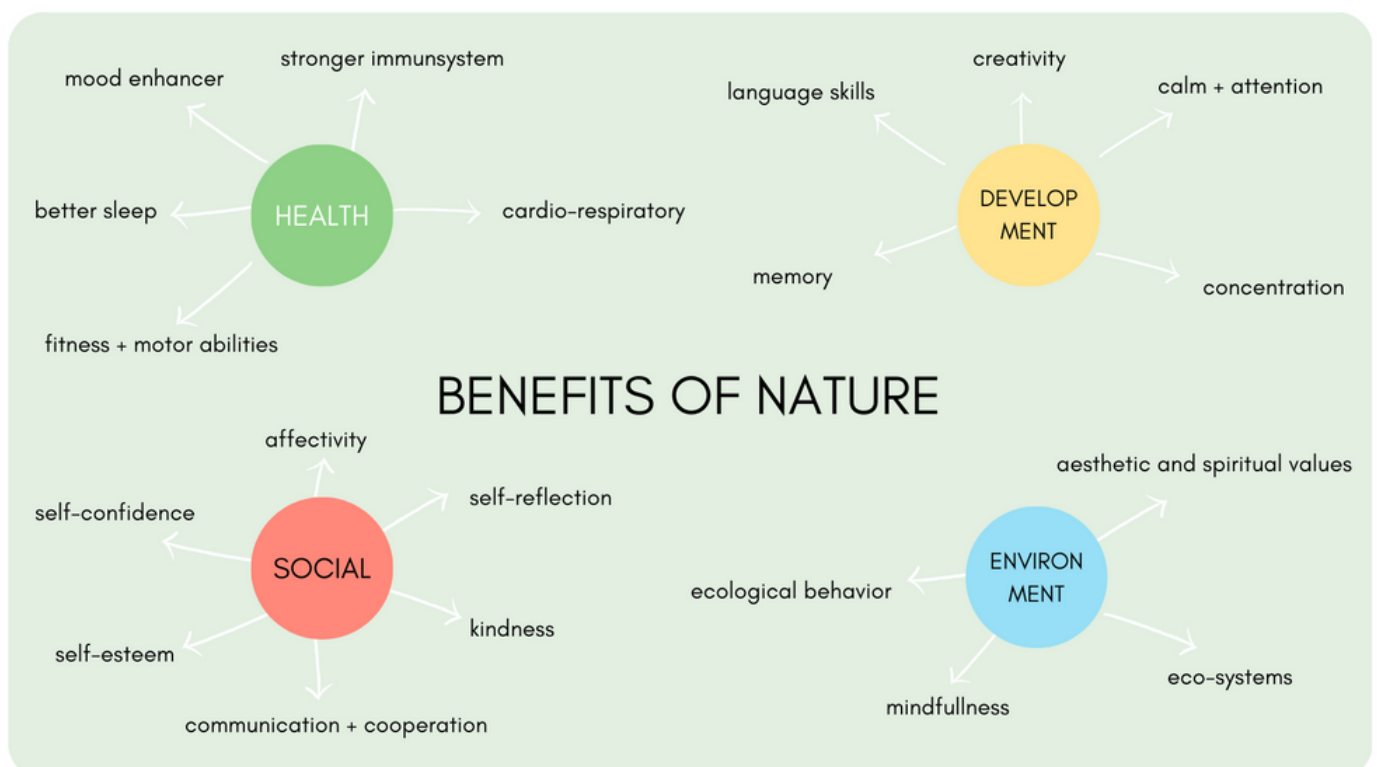 stronger immunsystem
mood enhancer
better sleep
HEALTH
cardio-respiratory
fitness + motor abilities
creativity
language skills
calm + attention
DEVELOP
MENT
memory
concentration
BENEFITS OF NATURE
affectivity
self-reflection
self-confidence
SOCIAL
kindness
self-esteem
communication + cooperation
aesthetic and spiritual values
ENVIRON
MENT
ecological behavior
eco-systems
mindfullness